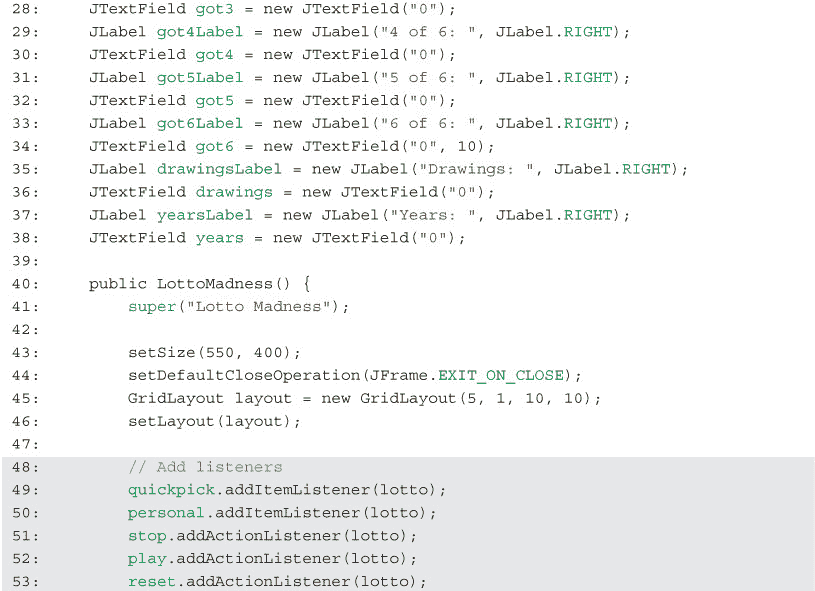 28:     JTextField got3 = new JTextField("0");
29:     JLabel got4Label = new JLabel("4 of 6: ", JLabel.RIGHT);
30:     JTextField got4 = new JTextField("0");
31:     JLabel got5Label = new JLabel("5 of 6: ", JLabel.RIGHT);
32:     JTextField got5 = new JTextField("0");
33:     JLabel got6Label = new JLabel("6 of 6: ", JLabel.RIGHT);
34:     JTextField got6 = new JTextField("0", 10);
35:     JLabel drawingsLabel = new JLabel("Drawings: ", JLabel.RIGHT);
36:     JTextField drawings = new JTextField("0");
37:     JLabel yearsLabel = new JLabel("Years: ", JLabel.RIGHT);
38:     JTextField years = new JTextField("0");
39:
40:     public LottoMadness() {
41:         super("Lotto Madness");
42:
43:         setSize(550, 400);
44:         setDefaultCloseOperation(JFrame.EXIT_ON_CLOSE);
45:         GridLayout layout = new GridLayout(5, 1, 10, 10);
46:         setLayout(layout);
47:
48:         // Add listeners
49:         quickpick.addItemListener(lotto);
50:         personal.addItemListener(lotto);
51:         stop.addActionListener(lotto);
52:         play.addActionListener(lotto);
53:         reset.addActionListener(lotto);